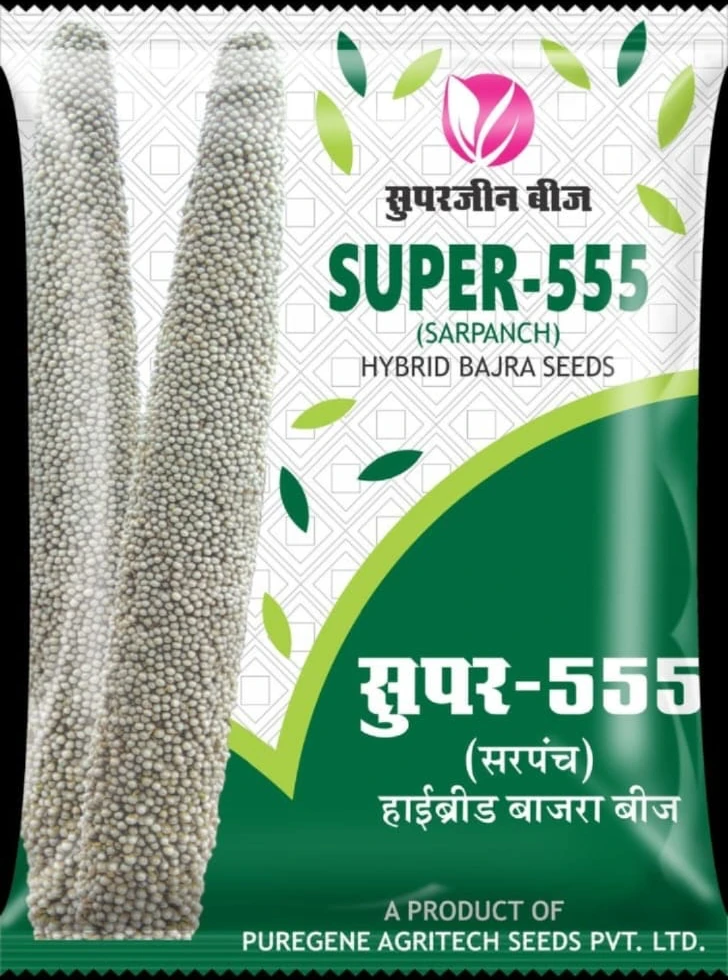 सुपरजीन बीज
SUPER-555
(SARPANCH)
HYBRID BAJRA SEEDS
सुपर-555
(सरपंच)
हाईब्रीड बाजरा बीज
A PRODUCT OF
PUREGENE AGRITECH SEEDS PVT. LTD.